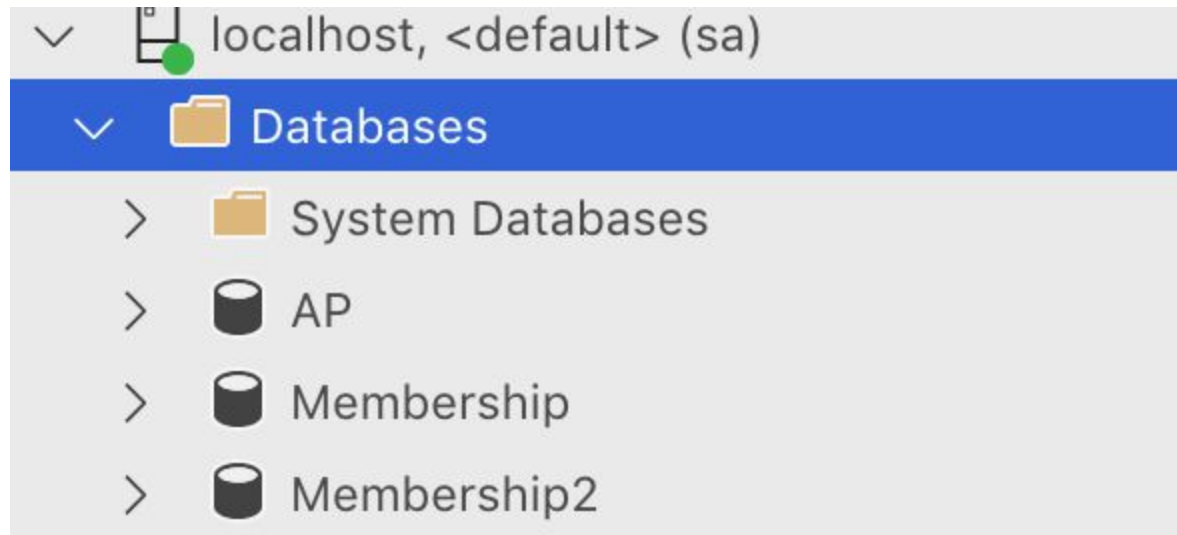 localhost, <default> (sa)
Databases
System Databases
AP
Membership
Membership2